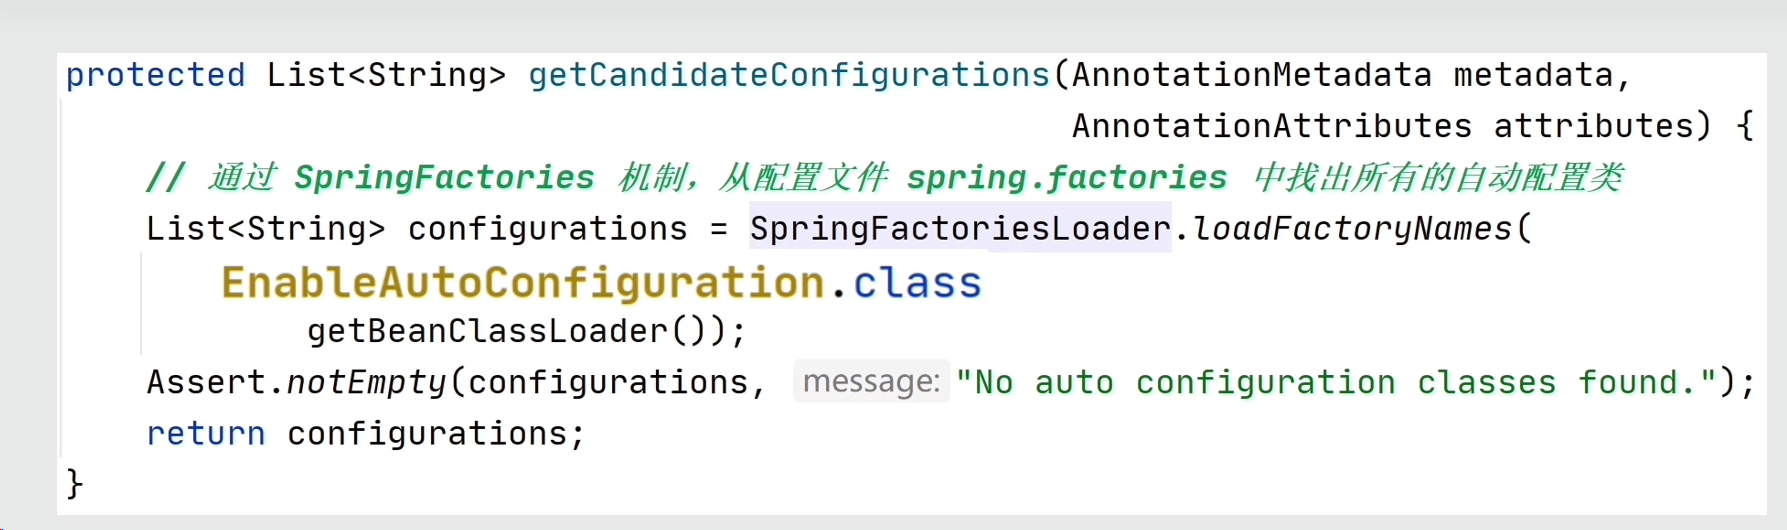 protected List<String> getCandidateConfigurations(AnnotationMetadata metadata,
AnnotationAttributes attributes) {
// 通过 SpringFactories 机制，从配置文件 spring.factories 中找出所有的自动配置类
List<String> configurations = SpringFactoriesLoader.loadFactoryNames(
EnableAutoConfiguration.class
getBeanClassLoader());
Assert.notEmpty(configurations, message: "No auto configuration classes found.");
return configurations;
}